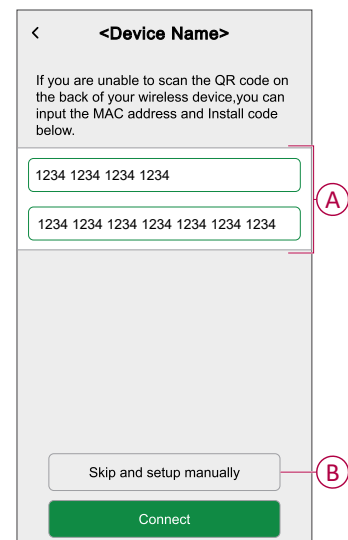 <Device Name>
If you are unable to scan the QR code on
the back of your wireless device,you can
input the MAC address and Install code
below.
1234 1234 1234 1234
A
1234 1234 1234 1234 1234 1234 1234
Skip and setup manually
B
Connect